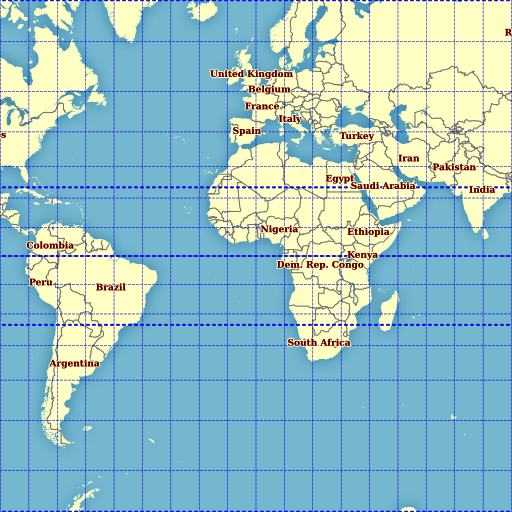 United Kingdom
Belgium
France
Italy
Spain
Turkey
Iran
Pakistan
Egypt
Saudi Arabia
India
Nigeria
Ethiopia
Colombia
Kenya
Dem. Rep. Congo
Peru
Brazil
South Africa
Argentina